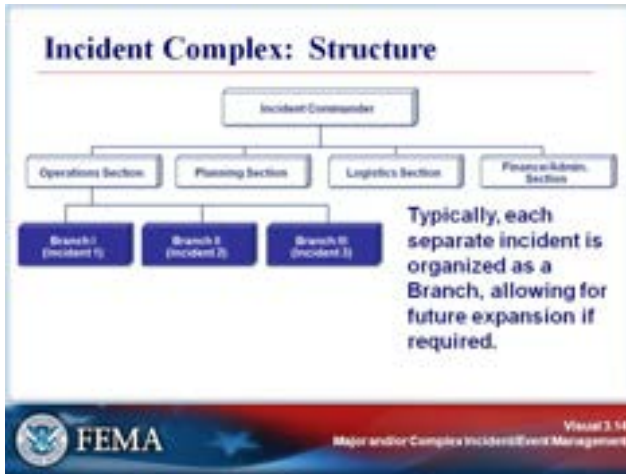 Incident Complex: Structure
Incident Commander
Operations Section
Planning Section
Logistics Section
Finance/Admin.
Section
Branch I
(Incident 1)
Branch II
(Incident 2)
Branch III
(Incident 3)
Typically, each
separate incident is
organized as a
Branch, allowing for
future expansion if
required.
FEMA
Visual 3.14
Major and/or Complex Incident/Event Management